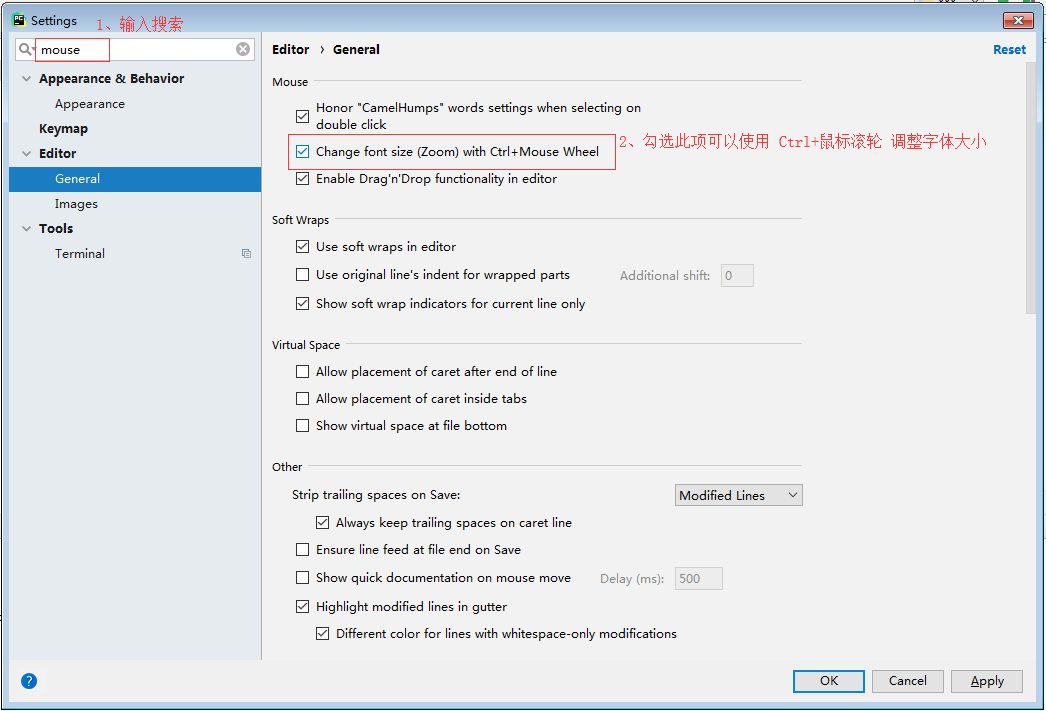 Settings
1、输入搜索
mouse
Appearance & Behavior
Appearance
Keymap
Editor
General
Images
Tools
Terminal
Editor › General
Reset
Mouse
Honor "CamelHumps" words settings when selecting on
double click
Change font size (Zoom) with Ctrl+Mouse Wheel
2、勾选此项可以使用 Ctrl+鼠标滚轮 调整字体大小
Enable Drag'n'Drop functionality in editor
Soft Wraps
Use soft wraps in editor
Use original line's indent for wrapped parts
Additional shift: 0
Show soft wrap indicators for current line only
Virtual Space
Allow placement of caret after end of line
Allow placement of caret inside tabs
Show virtual space at file bottom
Other
Strip trailing spaces on Save: Modified Lines
Always keep trailing spaces on caret line
Ensure line feed at file end on Save
Show quick documentation on mouse move
Delay (ms): 500
Highlight modified lines in gutter
Different color for lines with whitespace-only modifications
?
OK
Cancel
Apply